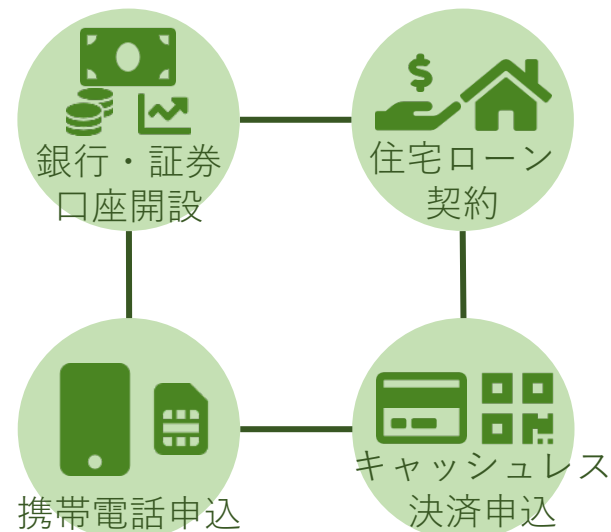 銀行・証券
口座開設
住宅ローン
契約
携帯電話申込
キャッシュレス
決済申込